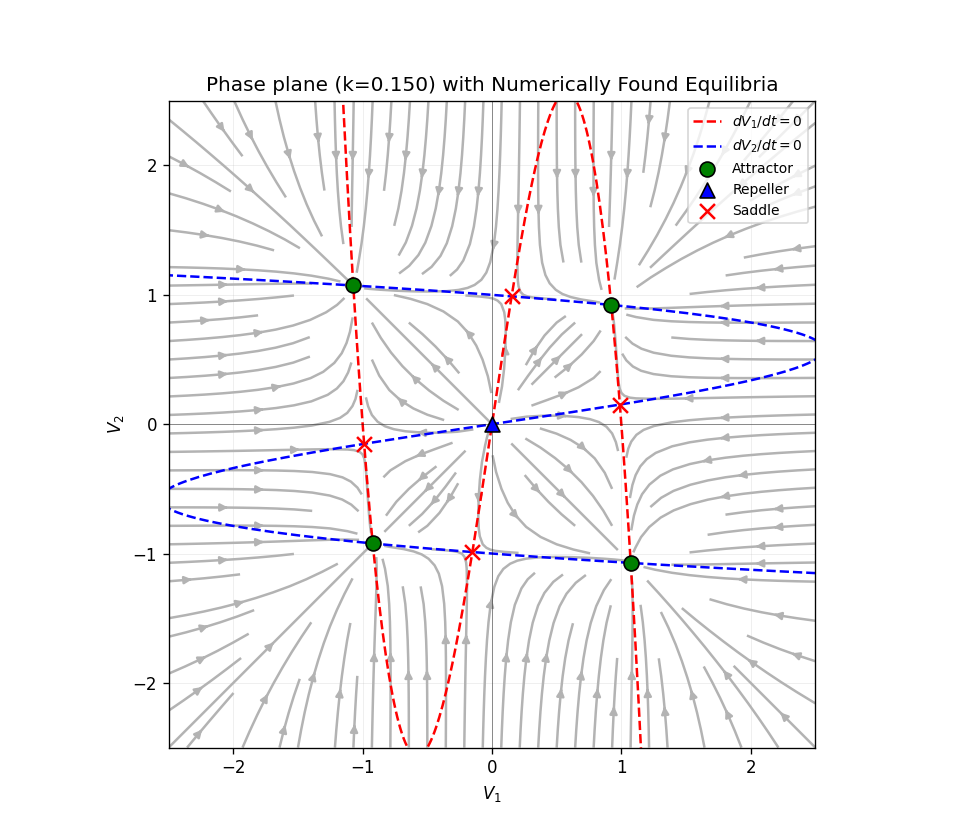 Phase plane (k=0.150) with Numerically Found Equilibria
dV₁/dt = 0
dV₂/dt = 0
Attractor
Repeller
Saddle
2
1
0
−1
−2
V₂
−2 −1 0 1 2
V₁